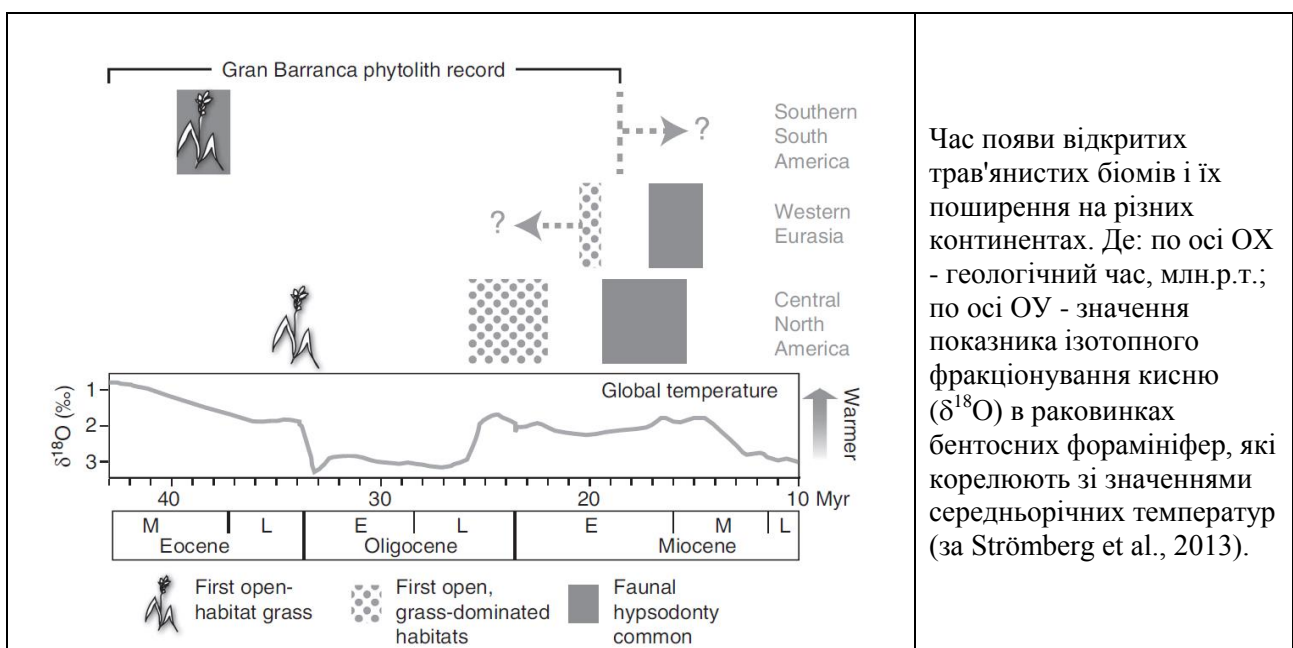 Gran Barranca phytolith record
?
Southern
South
America
?
Western
Eurasia
Central
North
America
δ¹⁸O (‰)
1
2
3
Global temperature
Warmer
40
30
20
10 Myr
M
L
E
L
E
M
L
Eocene
Oligocene
Miocene
First open-
habitat grass
First open,
grass-dominated
habitats
Faunal
hypsodonty
common
Час появи відкритих
трав'янистих біомів і їх
поширення на різних
континентах. Де: по осі ОХ
- геологічний час, млн.р.т.;
по осі ОУ - значення
показника ізотопного
фракціонування кисню
(δ¹⁸O) в раковинках
бентосних форамініфер, які
корелюють зі значеннями
середньорічних температур
(за Strömberg et al., 2013).